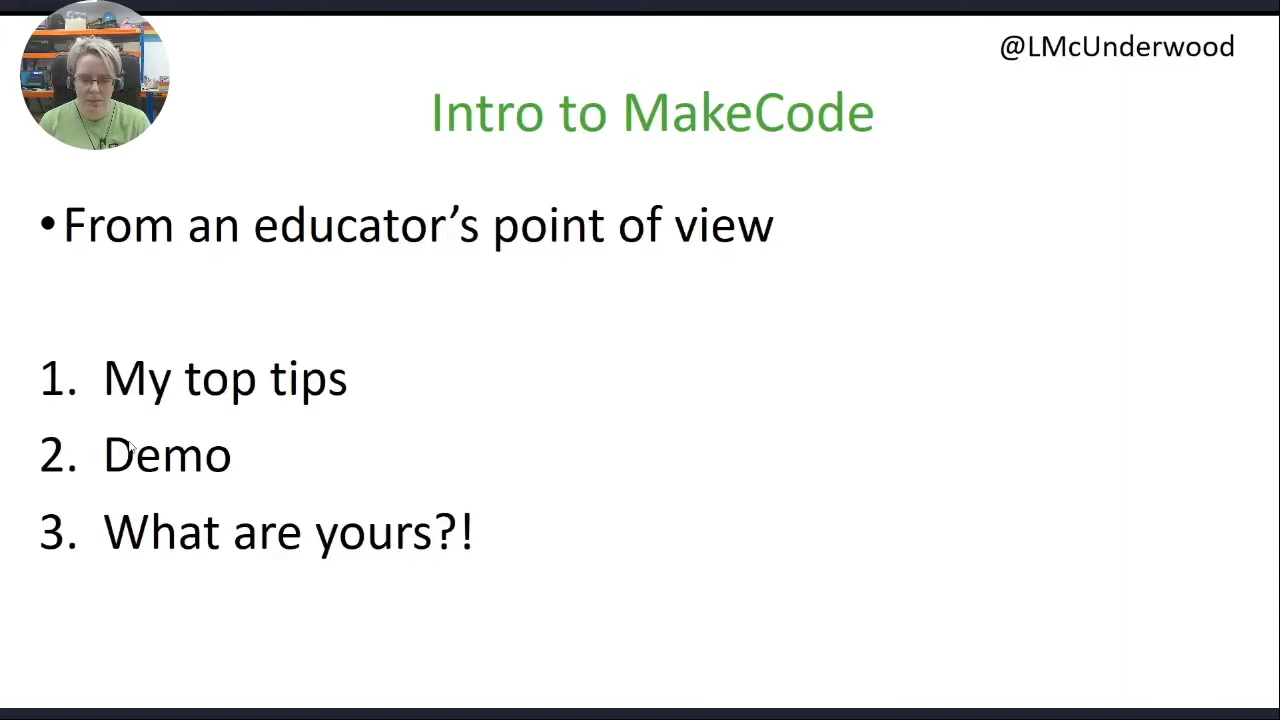 @LMcUnderwood
Intro to MakeCode
•From an educator’s point of view
1. My top tips
2. Demo
3. What are yours?!